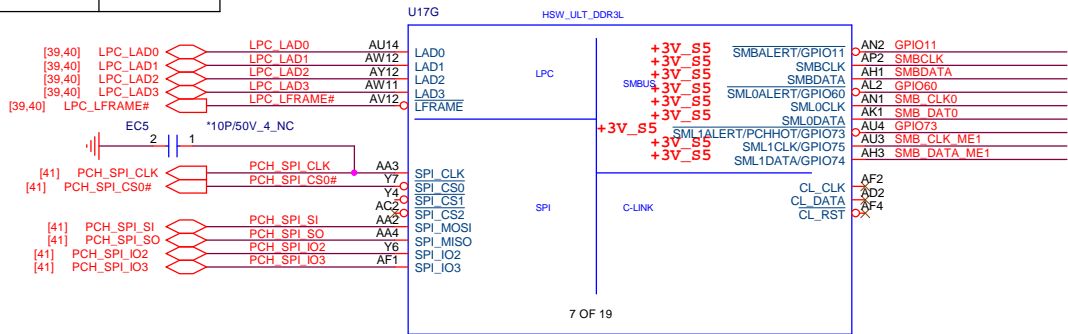 U17G HSW_ULT_DDR3L
[39,40] LPC_LAD0 LPC_LAD0 AU14 LAD0
[39,40] LPC_LAD1 LPC_LAD1 AW12 LAD1
[39,40] LPC_LAD2 LPC_LAD2 AY12 LAD2
[39,40] LPC_LAD3 LPC_LAD3 AW11 LAD3
[39,40] LPC_LFRAME# LPC_LFRAME# AV12 LFRAME
LPC
SMBUS
+3V_S5 SMBALERT/GPIO11 AN2 GPIO11
+3V_S5 SMBCLK AP2 SMBCLK
+3V_S5 SMBDATA AH1 SMBDATA
+3V_S5 SML0ALERT/GPIO60 AL2 GPIO60
+3V_S5 SML0CLK AN1 SMB_CLK0
+3V_S5 SML0DATA AK1 SMB_DAT0
+3V_S5 SML1ALERT/PCHHOT/GPIO73 AU4 GPIO73
+3V_S5 SML1CLK/GPIO75 AU3 SMB_CLK_ME1
+3V_S5 SML1DATA/GPIO74 AH3 SMB_DATA_ME1
EC5 *10P/50V_4_NC
2 1
[41] PCH_SPI_CLK PCH_SPI_CLK AA3 SPI_CLK
[41] PCH_SPI_CS0# PCH_SPI_CS0# Y7 SPI_CS0
Y4 SPI_CS1
AC2 SPI_CS2
[41] PCH_SPI_SI PCH_SPI_SI AA2 SPI_MOSI
[41] PCH_SPI_SO PCH_SPI_SO AA4 SPI_MISO
[41] PCH_SPI_IO2 PCH_SPI_IO2 Y6 SPI_IO2
[41] PCH_SPI_IO3 PCH_SPI_IO3 AF1 SPI_IO3
SPI C-LINK
CL_CLK AF2
CL_DATA AD2
CL_RST AF4
7 OF 19